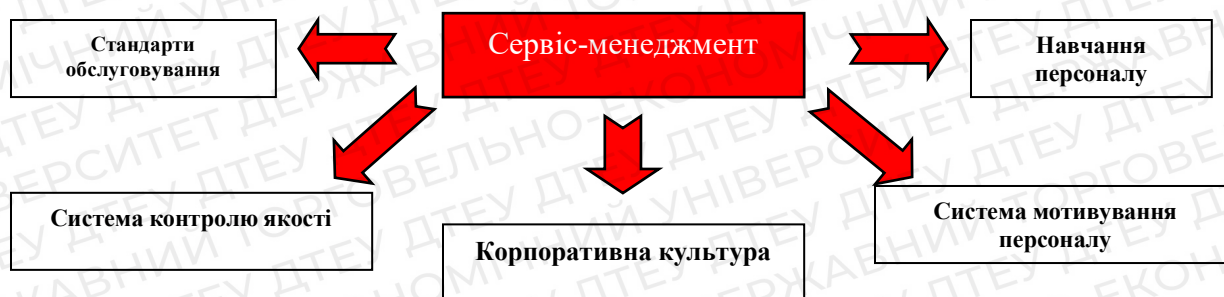 Сервіс-менеджмент
Стандарти
обслуговування
Навчання
персоналу
Система контролю якості
Корпоративна культура
Система мотивування
персоналу